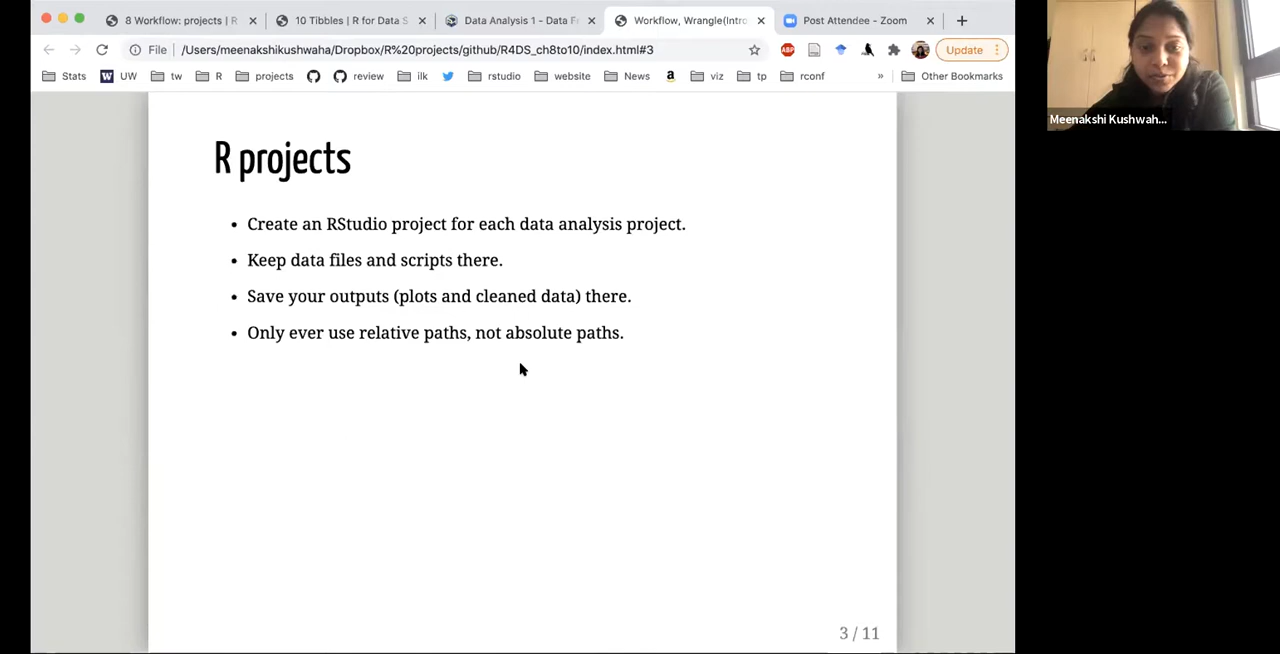 8 Workflow: projects | R
10 Tibbles | R for Data S
Data Analysis 1 - Data F
Workflow, Wrangle(Intro
Post Attendee - Zoom
File
/Users/meenakshikushwaha/Dropbox/R%20projects/github/R4DS_ch8to10/index.html#3
ABP
Update
Stats
W UW
tw
R
projects
review
ilk
rstudio
website
News
a
viz
tp
rconf
»
Other Bookmarks
Meenakshi Kushwah...
R projects
• Create an RStudio project for each data analysis project.
• Keep data files and scripts there.
• Save your outputs (plots and cleaned data) there.
• Only ever use relative paths, not absolute paths.
3 / 11